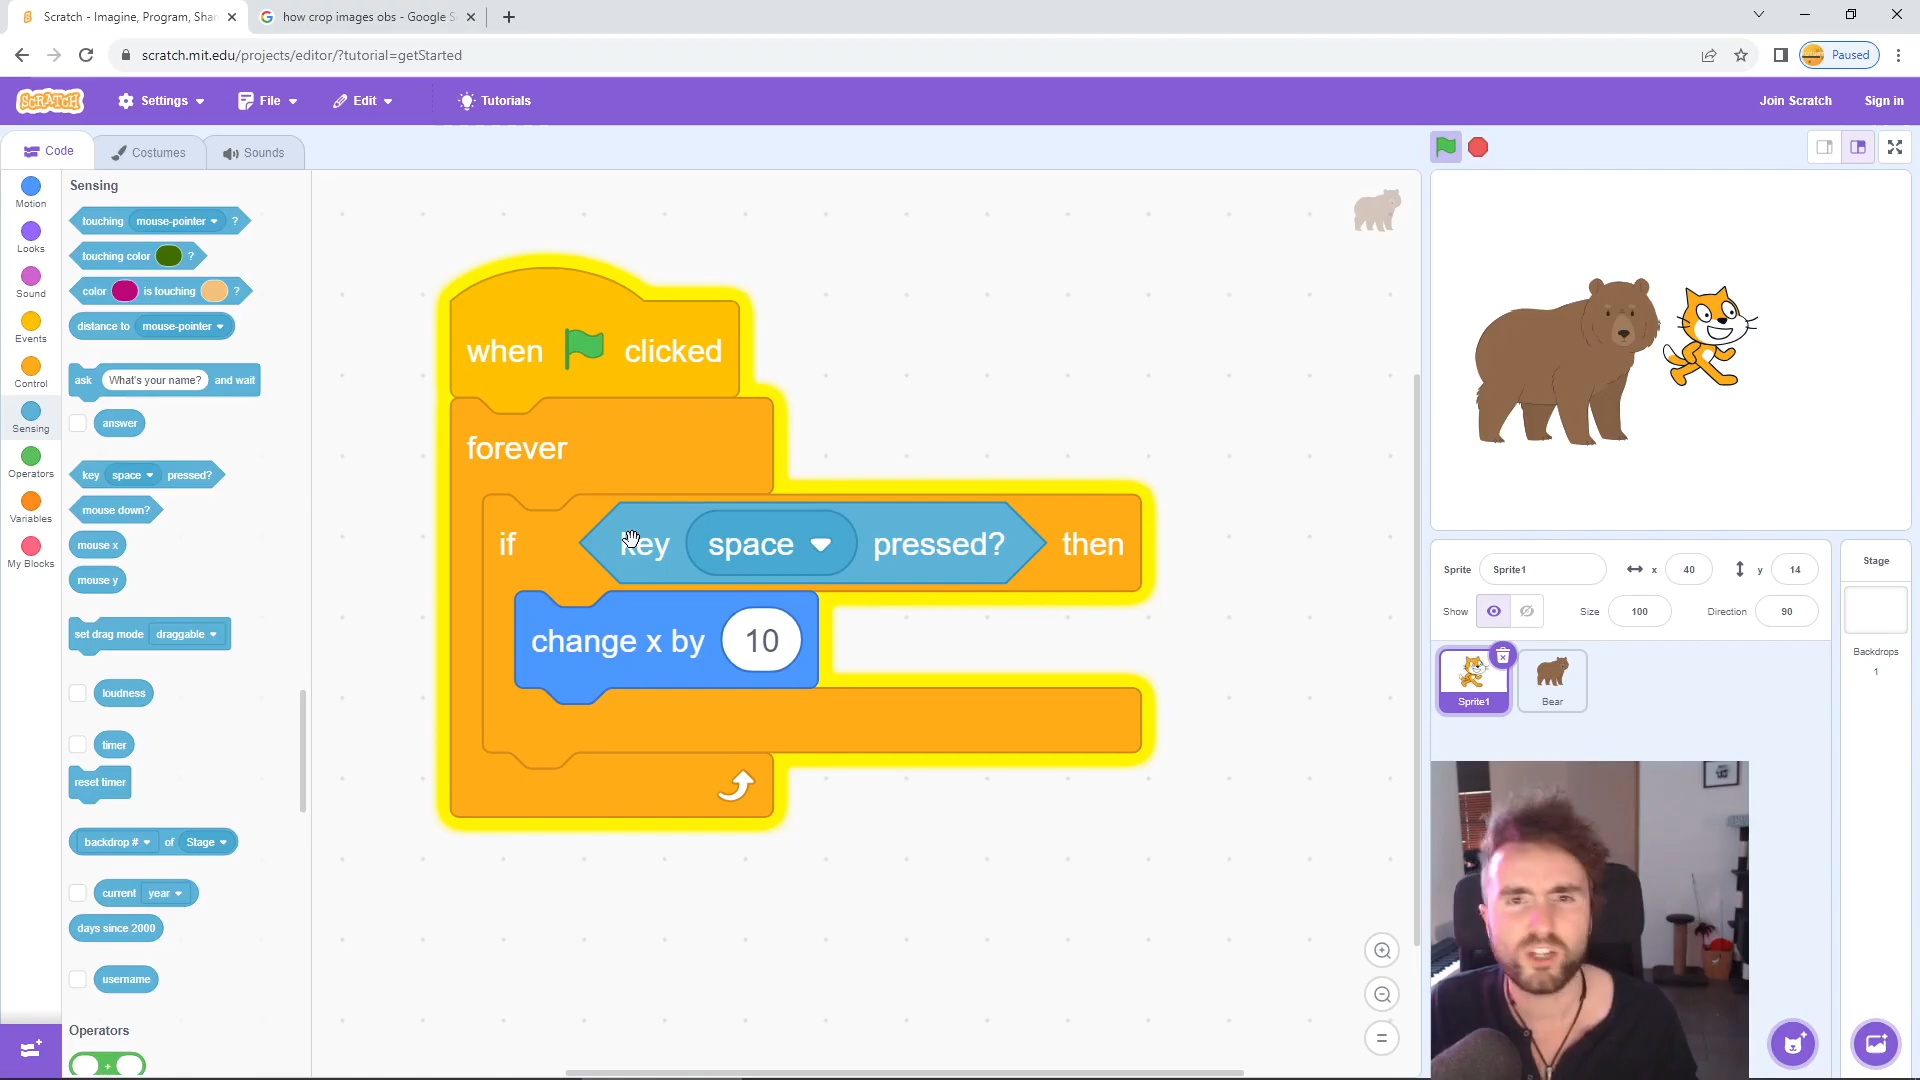 Scratch - Imagine, Program, Shar
how crop images obs - Google S
scratch.mit.edu/projects/editor/?tutorial=getStarted
Paused
SCRATCH
Settings
File
Edit
Tutorials
Join Scratch
Sign in
Code
Costumes
Sounds
Motion
Looks
Sound
Events
Control
Sensing
Operators
Variables
My Blocks
Sensing
touching mouse-pointer ?
touching color ?
color is touching ?
distance to mouse-pointer
ask What's your name? and wait
answer
key space pressed?
mouse down?
mouse x
mouse y
set drag mode draggable
loudness
timer
reset timer
backdrop # of Stage
current year
days since 2000
username
Operators
+
when clicked
forever
if key space pressed? then
change x by 10
Sprite Sprite1 x 40 y 14
Show Size 100 Direction 90
Sprite1
Bear
Stage
Backdrops
1